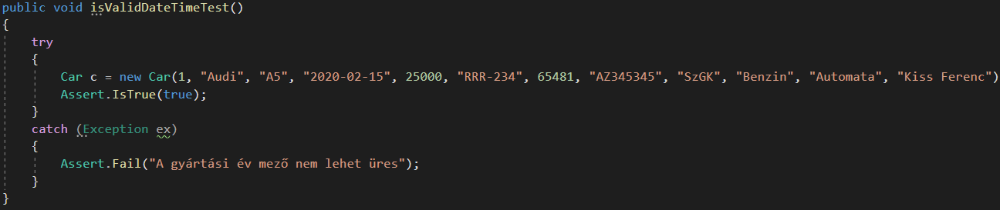 public void isValidDateTimeTest()
{
try
{
Car c = new Car(1, "Audi", "A5", "2020-02-15", 25000, "RRR-234", 65481, "AZ345345", "SzGK", "Benzin", "Automata", "Kiss Ferenc")
Assert.IsTrue(true);
}
catch (Exception ex)
{
Assert.Fail("A gyártási év mező nem lehet üres");
}
}